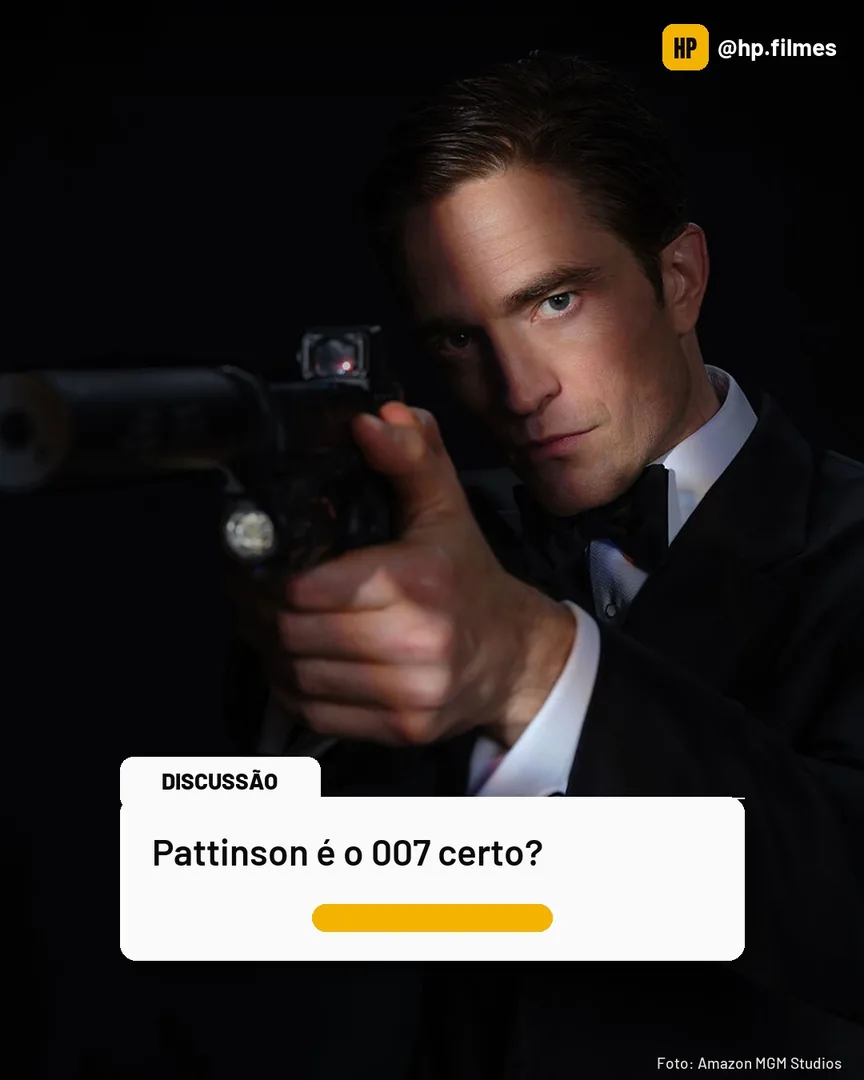 HP @hp.filmes
DISCUSSÃO
Pattinson é o 007 certo?
Foto: Amazon MGM Studios